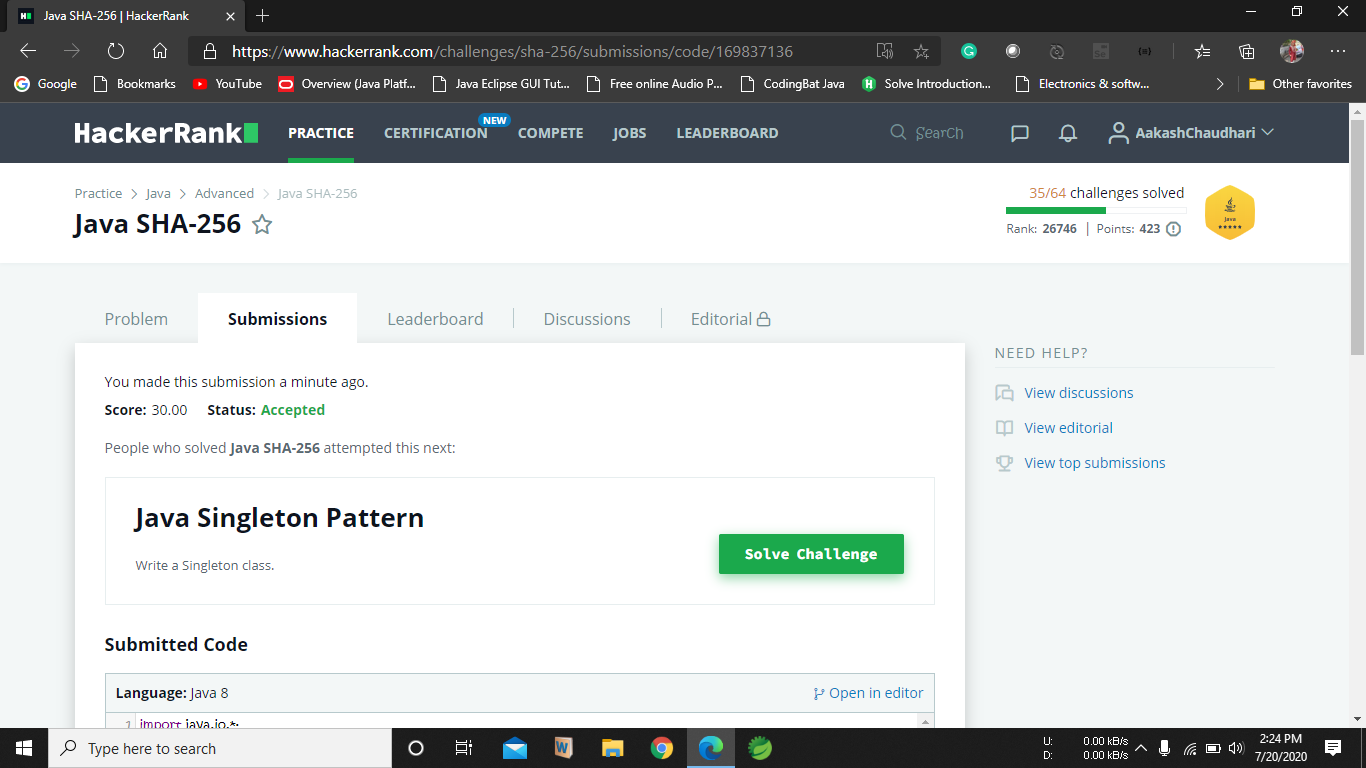 Java SHA-256 | HackerRank
https://www.hackerrank.com/challenges/sha-256/submissions/code/169837136
Google Bookmarks YouTube Overview (Java Platf... Java Eclipse GUI Tut... Free online Audio P... CodingBat Java Solve Introduction... Electronics & softw... Other favorites
HackerRank PRACTICE CERTIFICATION NEW COMPETE JOBS LEADERBOARD Search AakashChaudhari
Practice > Java > Advanced > Java SHA-256
Java SHA-256
35/64 challenges solved
Rank: 26746 | Points: 423
Java
Problem Submissions Leaderboard Discussions Editorial
You made this submission a minute ago.
Score: 30.00 Status: Accepted
People who solved Java SHA-256 attempted this next:
Java Singleton Pattern
Write a Singleton class.
Solve Challenge
Submitted Code
Language: Java 8 Open in editor
1 import java.io.*;
NEED HELP?
View discussions
View editorial
View top submissions
Type here to search
U: 0.00 kB/s
D: 0.00 kB/s
2:24 PM
7/20/2020